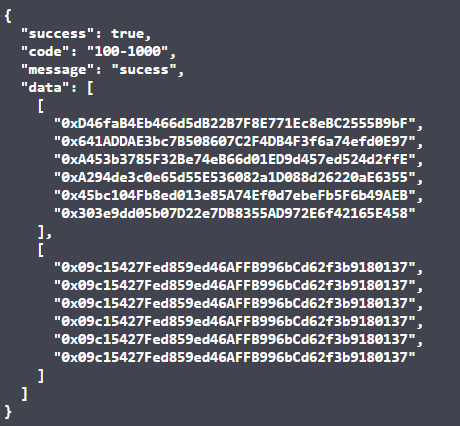 {
  "success": true,
  "code": "100-1000",
  "message": "sucess",
  "data": [
    [
      "0xD46faB4Eb466d5dB22B7F8E771Ec8eBC2555B9bF",
      "0x641ADDAE3bc7B508607C2F4DB4F3f6a74efd0E97",
      "0xA453b3785F32Be74eB66d01ED9d457ed524d2ffE",
      "0xA294de3c0e65d55E536082a1D088d26220aE6355",
      "0x45bc104Fb8ed013e85A74Ef0d7ebeFb5F6b49AEB",
      "0x303e9dd05b07D22e7DB8355AD972E6f42165E458"
    ],
    [
      "0x09c15427Fed859ed46AFFB996bCd62f3b9180137",
      "0x09c15427Fed859ed46AFFB996bCd62f3b9180137",
      "0x09c15427Fed859ed46AFFB996bCd62f3b9180137",
      "0x09c15427Fed859ed46AFFB996bCd62f3b9180137",
      "0x09c15427Fed859ed46AFFB996bCd62f3b9180137",
      "0x09c15427Fed859ed46AFFB996bCd62f3b9180137"
    ]
  ]
}